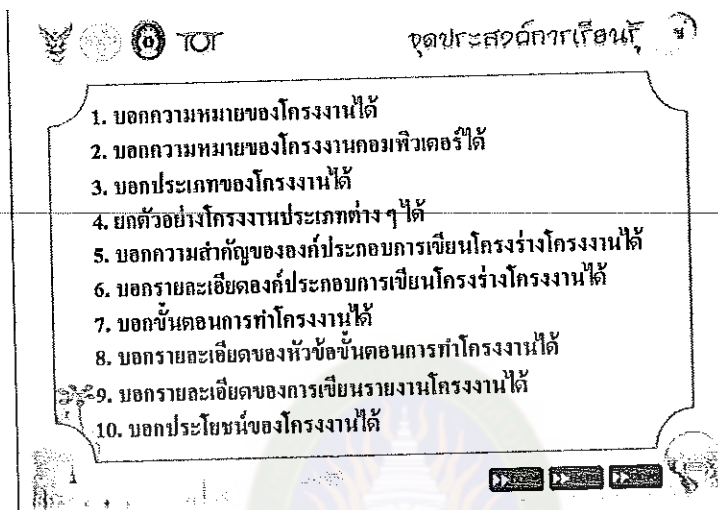 TOT
จุดประสงค์การเรียนรู้
1. บอกความหมายของโครงงานได้
2. บอกความหมายของโครงงานคอมพิวเตอร์ได้
3. บอกประเภทของโครงงานได้
4. ยกตัวอย่างโครงงานประเภทต่าง ๆ ได้
5. บอกความสำคัญขององค์ประกอบการเขียนโครงร่างโครงงานได้
6. บอกรายละเอียดองค์ประกอบการเขียนโครงร่างโครงงานได้
7. บอกขั้นตอนการทำโครงงานได้
8. บอกรายละเอียดของหัวข้อขั้นตอนการทำโครงงานได้
9. บอกรายละเอียดของการเขียนรายงานโครงงานได้
10. บอกประโยชน์ของโครงงานได้